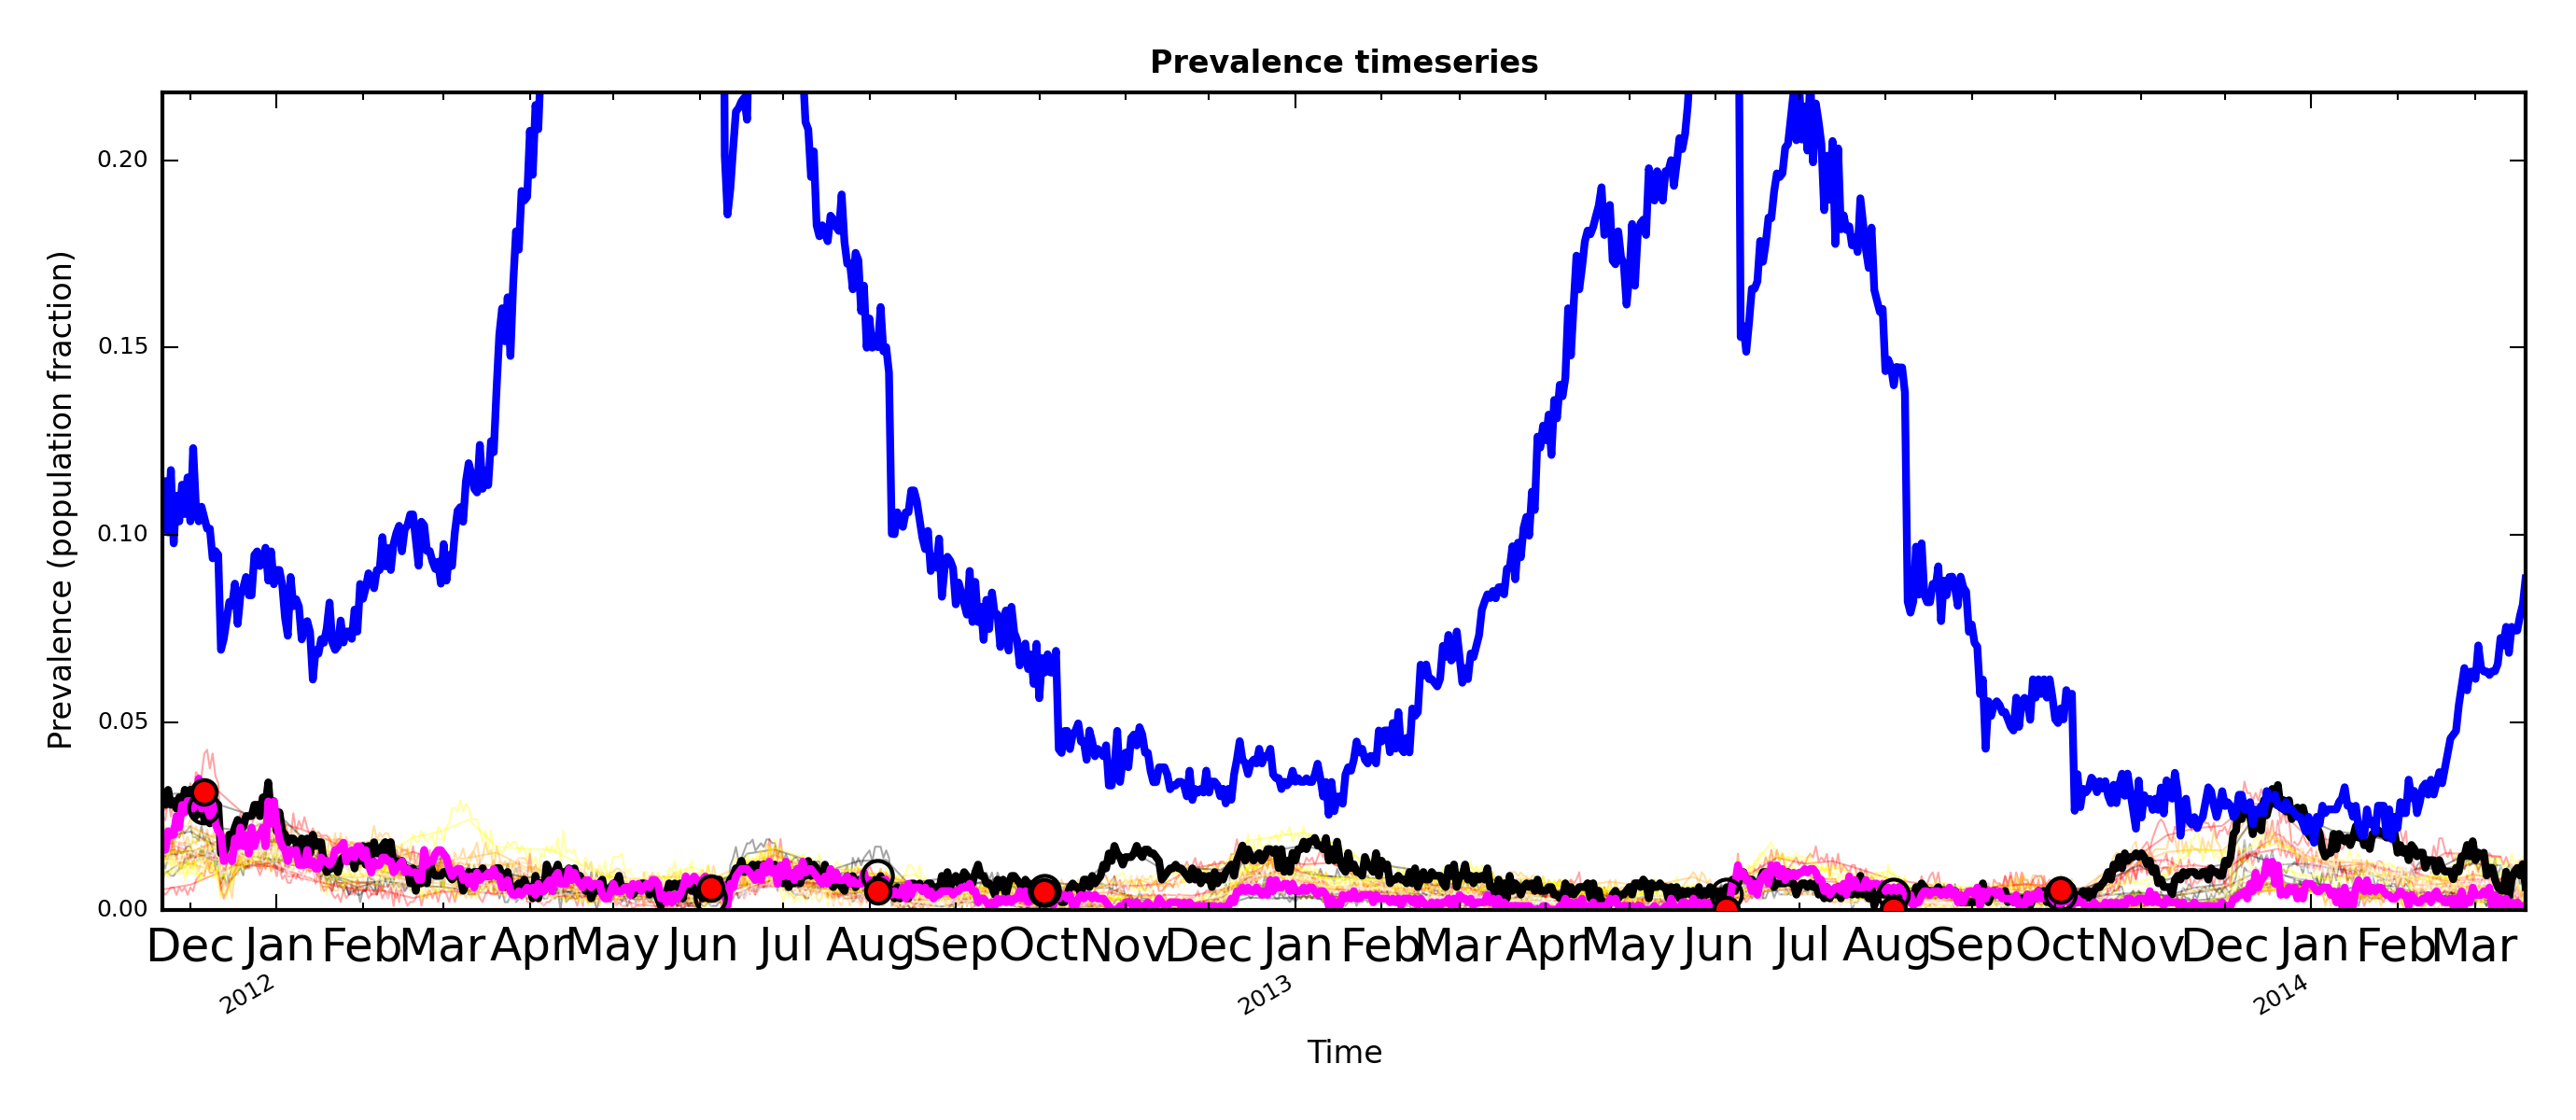 Prevalence timeseries
Prevalence (population fraction)
0.20
0.15
0.10
0.05
0.00
Dec Jan Feb Mar Apr May Jun Jul Aug Sep Oct Nov Dec Jan Feb Mar Apr May Jun Jul Aug Sep Oct Nov Dec Jan Feb Mar
2012 2013 2014
Time